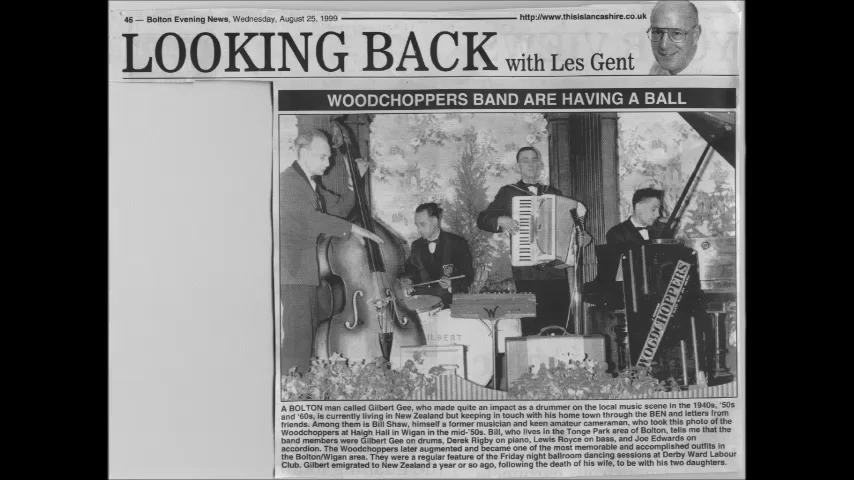 46 — Bolton Evening News, Wednesday, August 25, 1999
http://www.thisislancashire.co.uk
LOOKING BACK with Les Gent
WOODCHOPPERS BAND ARE HAVING A BALL
GILBERT
W
WOODCHOPPERS
A BOLTON man called Gilbert Gee, who made quite an impact as a drummer on the local music scene in the 1940s, '50s
and '60s, is currently living in New Zealand but keeping in touch with his home town through the BEN and letters from
friends. Among them is Bill Shaw, himself a former musician and keen amateur cameraman, who took this photo of the
Woodchoppers at Haigh Hall in Wigan in the mid-'50s. Bill, who lives in the Tonge Park area of Bolton, tells me that the
band members were Gilbert Gee on drums, Derek Rigby on piano, Lewis Royce on bass, and Joe Edwards on
accordion. The Woodchoppers later augmented and became one of the most memorable and accomplished outfits in
the Bolton/Wigan area. They were a regular feature of the Friday night ballroom dancing sessions at Derby Ward Labour
Club. Gilbert emigrated to New Zealand a year or so ago, following the death of his wife, to be with his two daughters.